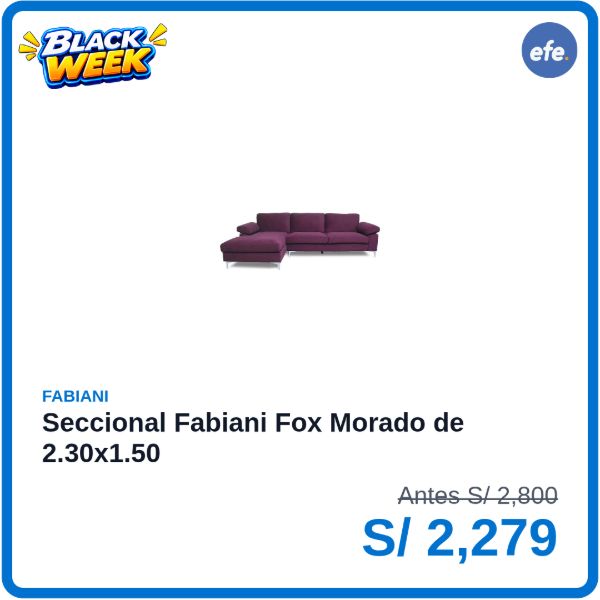 BLACK
WEEK
efe.
FABIANI
Seccional Fabiani Fox Morado de
2.30x1.50
Antes S/ 2,800
S/ 2,279